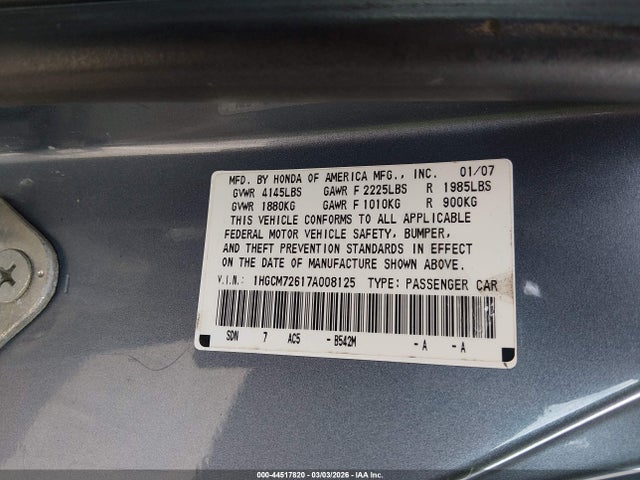 MFD. BY HONDA OF AMERICA MFG., INC. 01/07
GVWR 4145LBS GAWR F 2225LBS R 1985LBS
GVWR 1880KG GAWR F 1010KG R 900KG
THIS VEHICLE CONFORMS TO ALL APPLICABLE
FEDERAL MOTOR VEHICLE SAFETY, BUMPER,
AND THEFT PREVENTION STANDARDS IN EFFECT
ON THE DATE OF MANUFACTURE SHOWN ABOVE.
V.I.N.: 1HGCM72617A008125 TYPE: PASSENGER CAR
SDN 7 AC5 - B542M - A - A
000-44517820 - 03/03/2026 - IAA Inc.